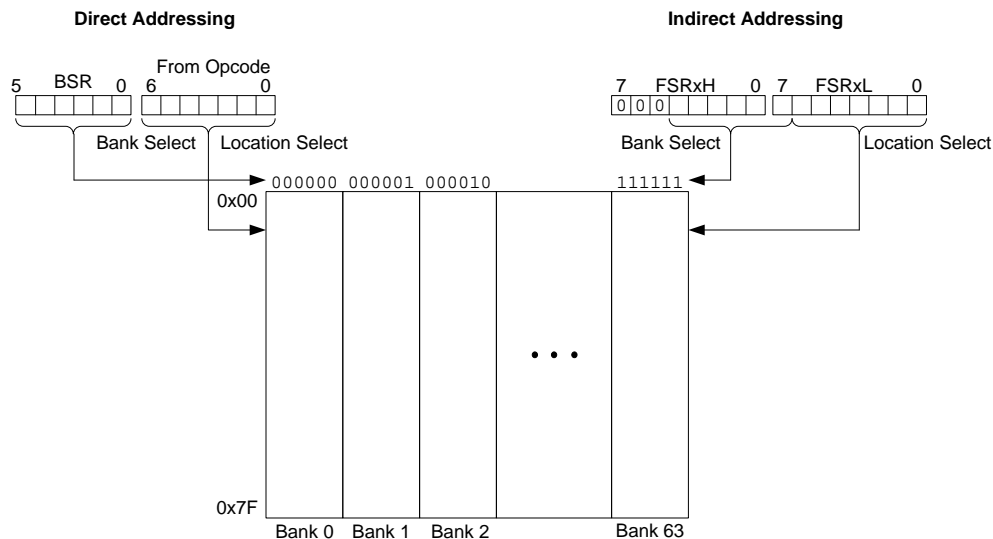 Direct Addressing Indirect Addressing
From Opcode
5 BSR 0 6 0 7 FSRxH 0 7 FSRxL 0
0 0 0
Bank Select Location Select Bank Select Location Select
000000 000001 000010 111111
0x00
0x7F
Bank 0 Bank 1 Bank 2 Bank 63